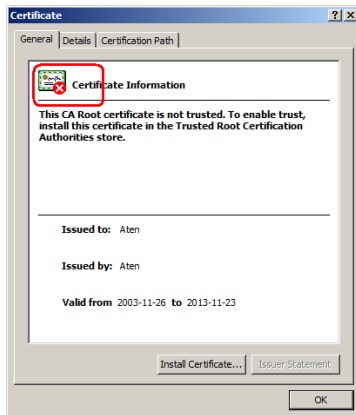 Certificate
General Details Certification Path
Certificate Information
This CA Root certificate is not trusted. To enable trust,
install this certificate in the Trusted Root Certification
Authorities store.
Issued to: Aten
Issued by: Aten
Valid from 2003-11-26 to 2013-11-23
Install Certificate... Issuer Statement
OK